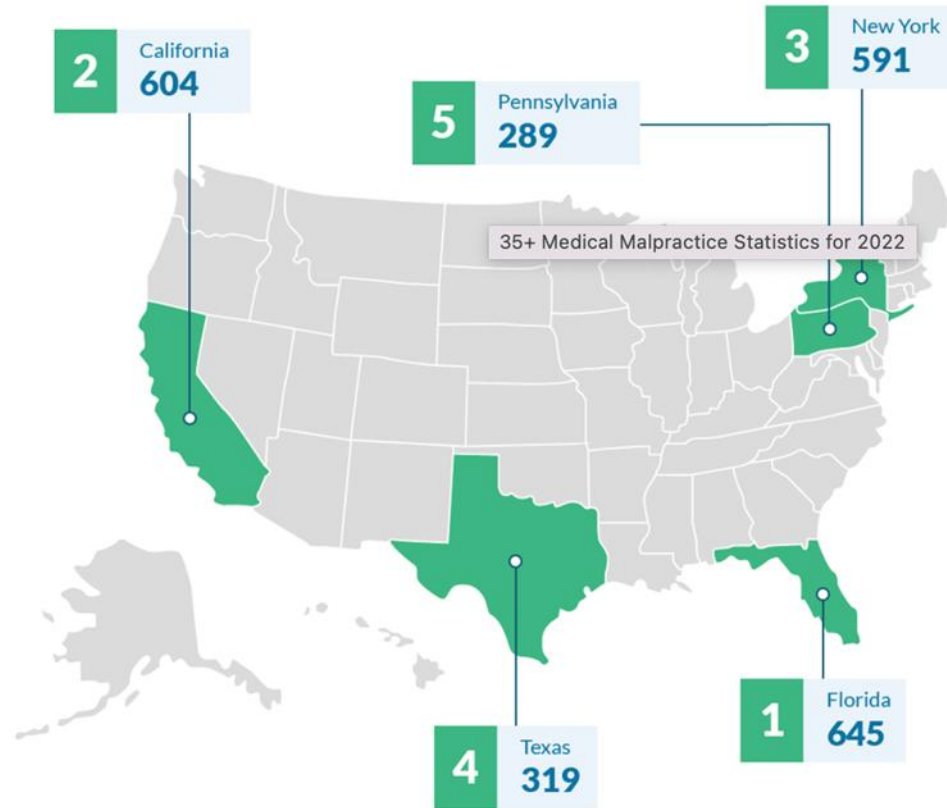 2
California
604
3
New York
591
5
Pennsylvania
289
35+ Medical Malpractice Statistics for 2022
1
Florida
645
4
Texas
319